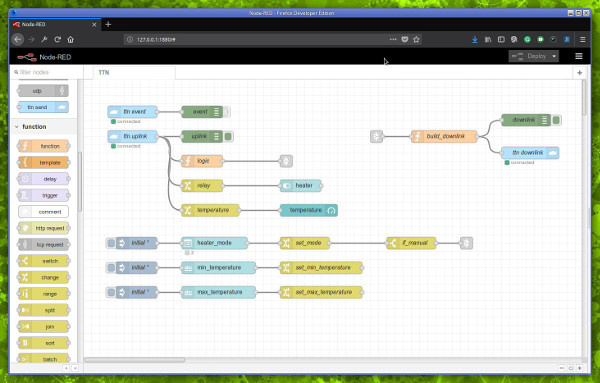 Node-RED - Firefox Developer Edition
Node-RED
127.0.0.1:1880/#
Node-RED
Deploy
filter nodes
TTN
udp
ttn send
function
function
template
delay
trigger
comment
http request
tcp request
switch
change
range
split
join
sort
batch
ttn event
connected
event
ttn uplink
connected
uplink
logic
relay
heater
temperature
temperature
build_downlink
downlink
ttn downlink
connected
initial
heater_mode
set_mode
if_manual
initial
min_temperature
set_min_temperature
initial
max_temperature
set_max_temperature